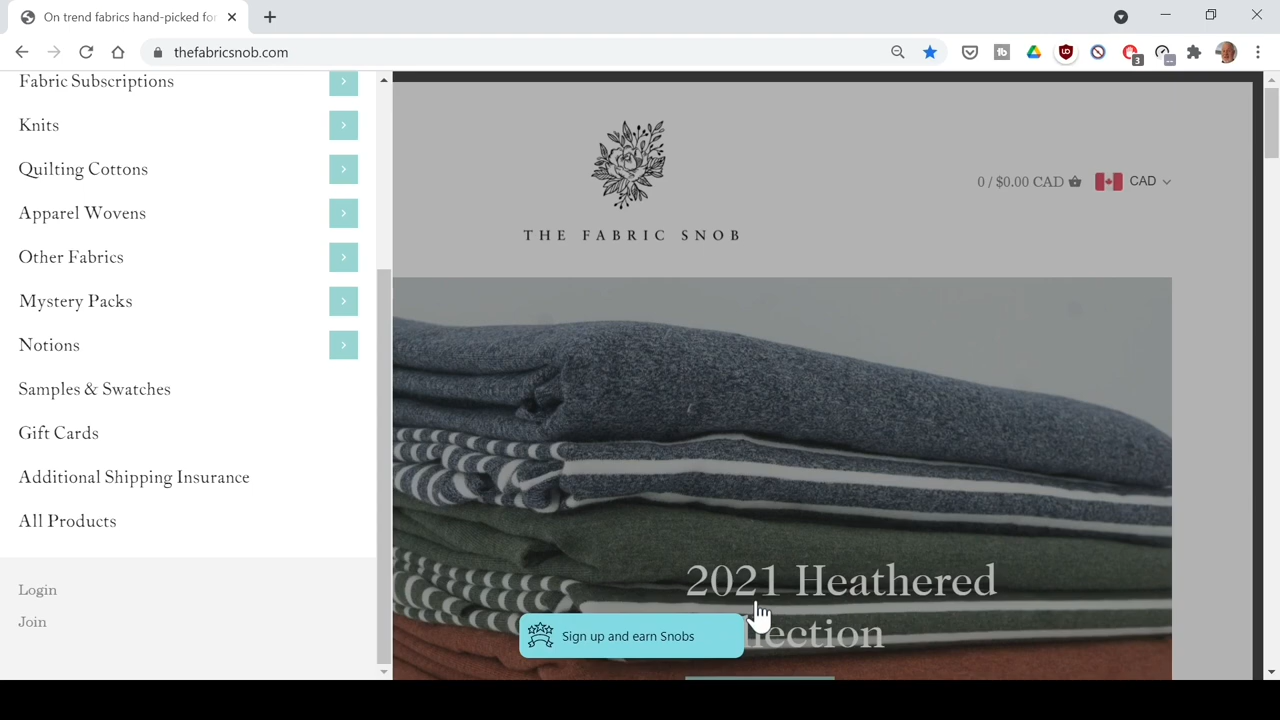 On trend fabrics hand-picked for
thefabricsnob.com
3
Fabric Subscriptions
Knits
Quilting Cottons
Apparel Wovens
Other Fabrics
Mystery Packs
Notions
Samples & Swatches
Gift Cards
Additional Shipping Insurance
All Products
Login
Join
THE FABRIC SNOB
0 / $0.00 CAD
CAD
2021 Heathered
lection
Sign up and earn Snobs